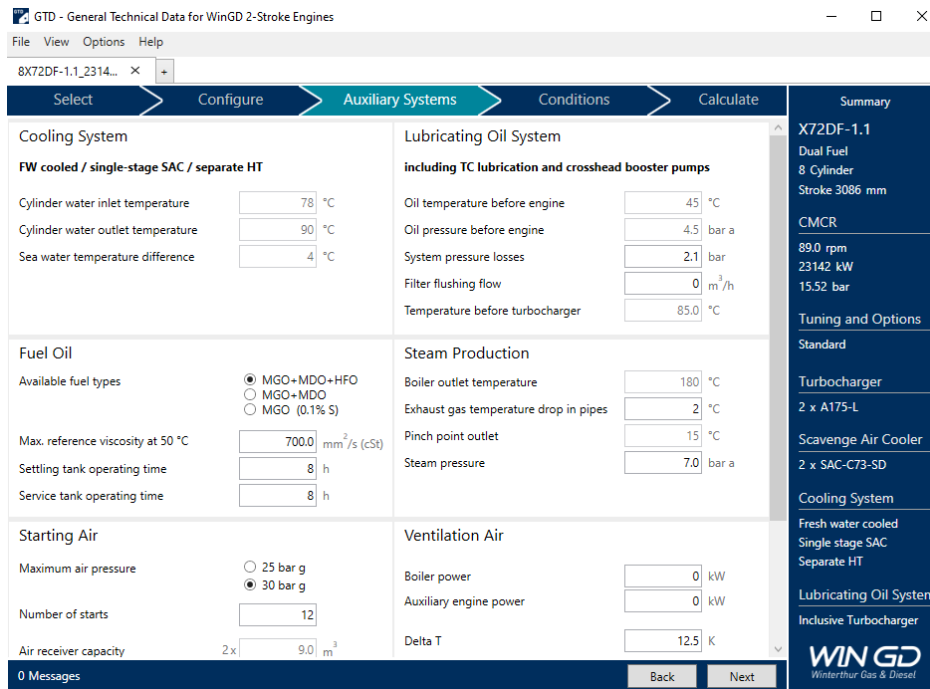 GTD - General Technical Data for WinGD 2-Stroke Engines
File View Options Help
8X72DF-1.1_2314... × +
Select Configure Auxiliary Systems Conditions Calculate
Cooling System
FW cooled / single-stage SAC / separate HT
Cylinder water inlet temperature 78 °C
Cylinder water outlet temperature 90 °C
Sea water temperature difference 4 °C
Lubricating Oil System
including TC lubrication and crosshead booster pumps
Oil temperature before engine 45 °C
Oil pressure before engine 4.5 bar a
System pressure losses 2.1 bar
Filter flushing flow 0 m³/h
Temperature before turbocharger 85.0 °C
Fuel Oil
Available fuel types MGO+MDO+HFO
MGO+MDO
MGO (0.1% S)
Max. reference viscosity at 50 °C 700.0 mm²/s (cSt)
Settling tank operating time 8 h
Service tank operating time 8 h
Steam Production
Boiler outlet temperature 180 °C
Exhaust gas temperature drop in pipes 2 °C
Pinch point outlet 15 °C
Steam pressure 7.0 bar a
Starting Air
Maximum air pressure 25 bar g
30 bar g
Number of starts 12
Air receiver capacity 2 x 9.0 m³
Ventilation Air
Boiler power 0 kW
Auxiliary engine power 0 kW
Delta T 12.5 K
Summary
X72DF-1.1
Dual Fuel
8 Cylinder
Stroke 3086 mm
CMCR
89.0 rpm
23142 kW
15.52 bar
Tuning and Options
Standard
Turbocharger
2 x A175-L
Scavenge Air Cooler
2 x SAC-C73-SD
Cooling System
Fresh water cooled
Single stage SAC
Separate HT
Lubricating Oil System
Inclusive Turbocharger
WIN GD
Winterthur Gas & Diesel
0 Messages Back Next